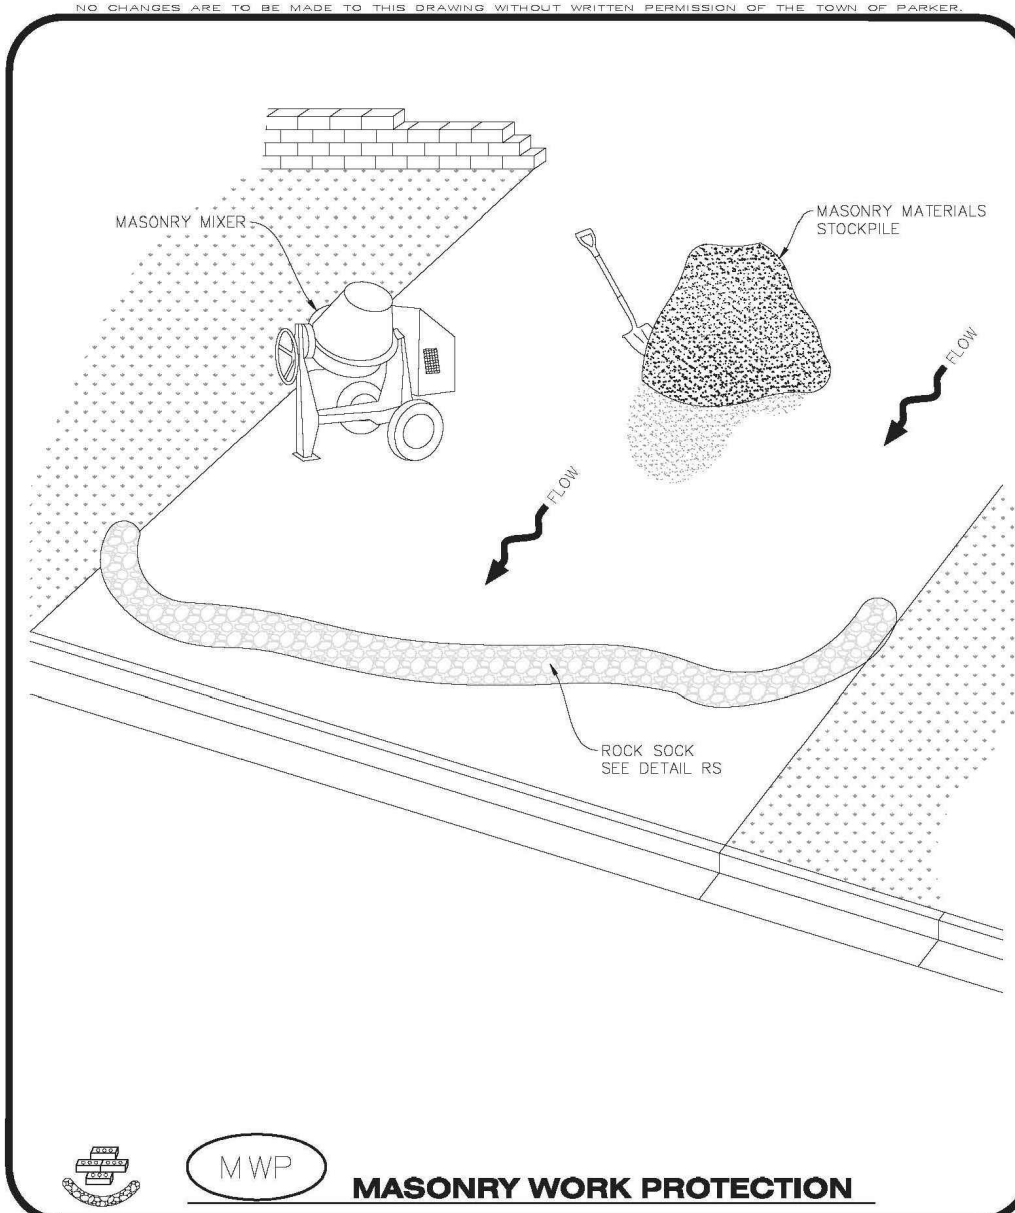 NO CHANGES ARE TO BE MADE TO THIS DRAWING WITHOUT WRITTEN PERMISSION OF THE TOWN OF PARKER.
MASONRY MIXER
MASONRY MATERIALS
STOCKPILE
FLOW
FLOW
ROCK SOCK
SEE DETAIL RS
MWP
MASONRY WORK PROTECTION